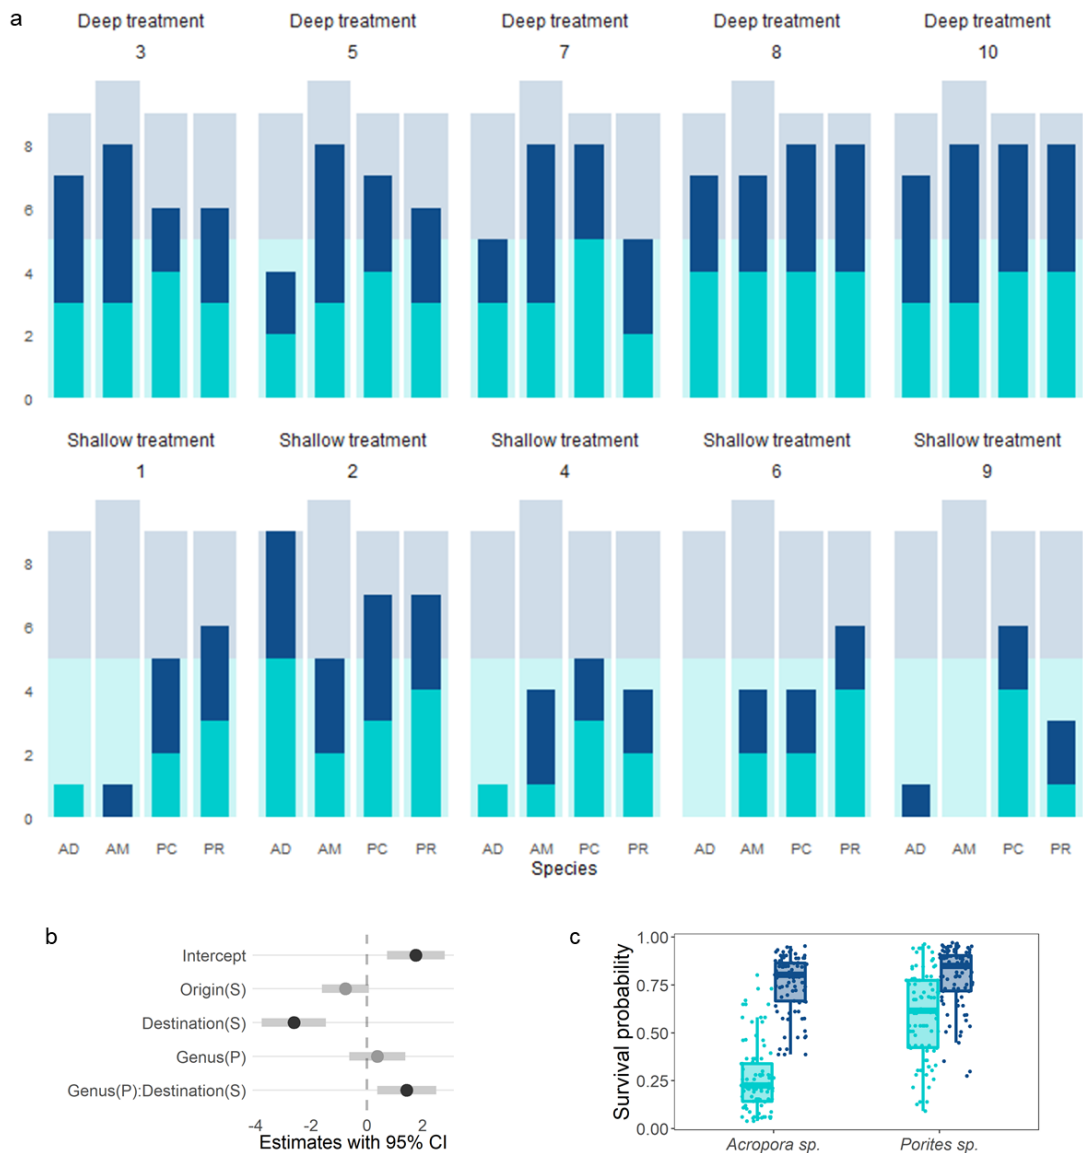 a
Deep treatment Deep treatment Deep treatment Deep treatment Deep treatment
3 5 7 8 10
8
6
4
2
0
Shallow treatment Shallow treatment Shallow treatment Shallow treatment Shallow treatment
1 2 4 6 9
8
6
4
2
0
AD AM PC PR AD AM PC PR AD AM PC PR AD AM PC PR AD AM PC PR
Species
b
Intercept
Origin(S)
Destination(S)
Genus(P)
Genus(P):Destination(S)
-4 -2 0 2
Estimates with 95% CI
c
Survival probability
1.00
0.75
0.50
0.25
0.00
Acropora sp. Porites sp.